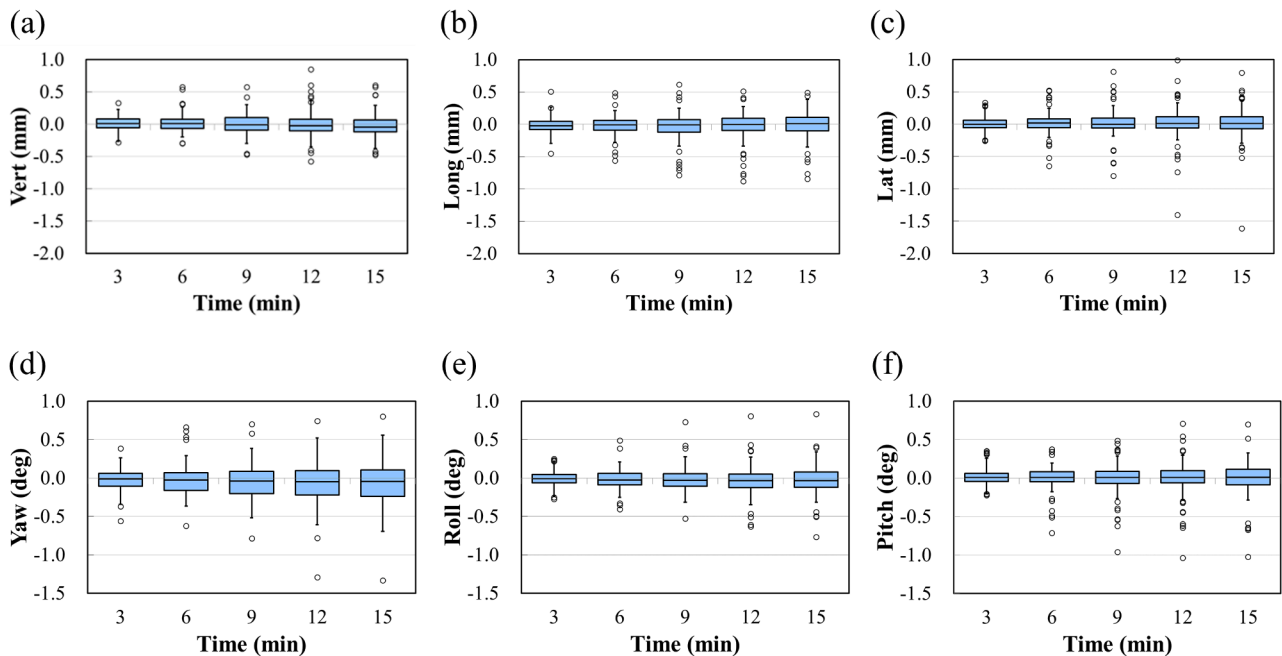 (a)
1.0
0.5
0.0
-0.5
-1.0
-1.5
-2.0
Vert (mm)
3 6 9 12 15
Time (min)
(b)
1.0
0.5
0.0
-0.5
-1.0
-1.5
-2.0
Long (mm)
3 6 9 12 15
Time (min)
(c)
1.0
0.5
0.0
-0.5
-1.0
-1.5
-2.0
Lat (mm)
3 6 9 12 15
Time (min)
(d)
1.0
0.5
0.0
-0.5
-1.0
-1.5
Yaw (deg)
3 6 9 12 15
Time (min)
(e)
1.0
0.5
0.0
-0.5
-1.0
-1.5
Roll (deg)
3 6 9 12 15
Time (min)
(f)
1.0
0.5
0.0
-0.5
-1.0
-1.5
Pitch (deg)
3 6 9 12 15
Time (min)